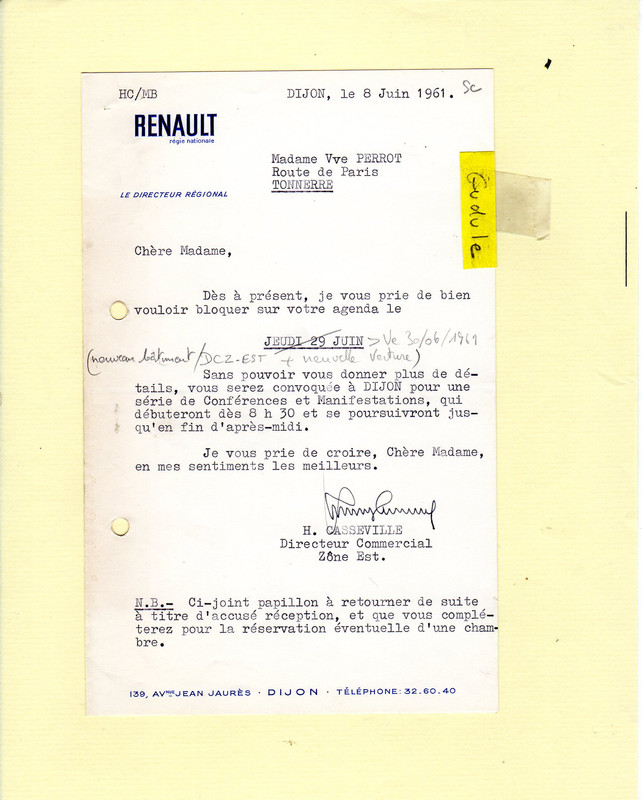 HC/MB
DIJON, le 8 Juin 1961. Sc
RENAULT
régie nationale
Madame Vve PERROT
Route de Paris
TONNERRE
LE DIRECTEUR RÉGIONAL
Gudule
Chère Madame,
Dès à présent, je vous prie de bien
vouloir bloquer sur votre agenda le
JEUDI 29 JUIN > Ve 30/06/1961
(nouveau bâtiment/DCZ-EST + nouvelle voiture)
Sans pouvoir vous donner plus de dé-
tails, vous serez convoquée à DIJON pour une
série de Conférences et Manifestations, qui
débuteront dès 8 h 30 et se poursuivront jus-
qu'en fin d'après-midi.
Je vous prie de croire, Chère Madame,
en mes sentiments les meilleurs.
H. CASSEVILLE
Directeur Commercial
Zône Est.
N.B.- Ci-joint papillon à retourner de suite
à titre d'accusé réception, et que vous complé-
terez pour la réservation éventuelle d'une cham-
bre.
139, AVNUE JEAN JAURÈS · DIJON · TÉLÉPHONE: 32.60.40